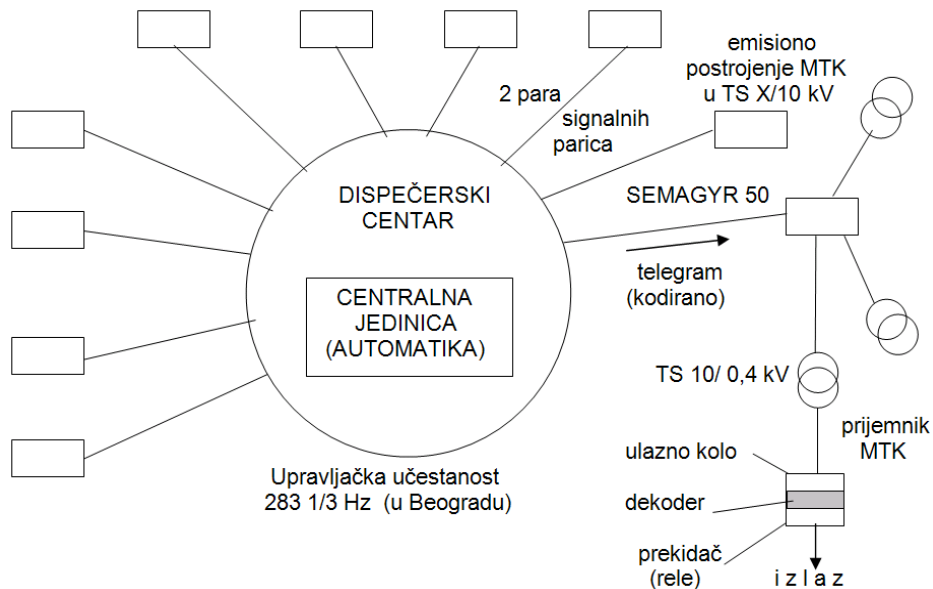 emisiono
postrojenje MTK
u TS X/10 kV
2 para
signalnih
parica
DISPEČERSKI
CENTAR
SEMAGYR 50
telegram
(kodirano)
CENTRALNA
JEDINICA
(AUTOMATIKA)
TS 10/ 0,4 kV
prijemnik
MTK
Upravljačka učestanost
283 1/3 Hz (u Beogradu)
ulazno kolo
dekoder
prekidač
(rele)
i z l a z